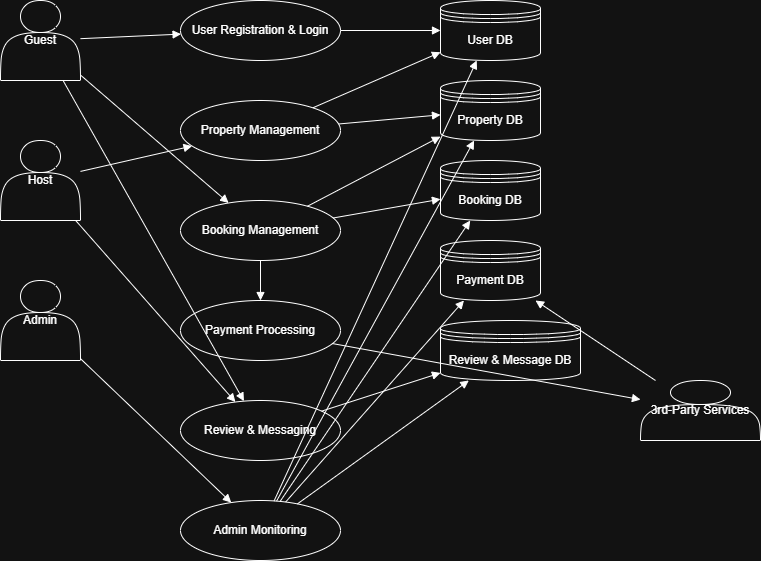 Guest
User Registration & Login
User DB
Property Management
Property DB
Host
Booking Management
Booking DB
Admin
Payment Processing
Payment DB
Review & Message DB
Review & Messaging
3rd-Party Services
Admin Monitoring